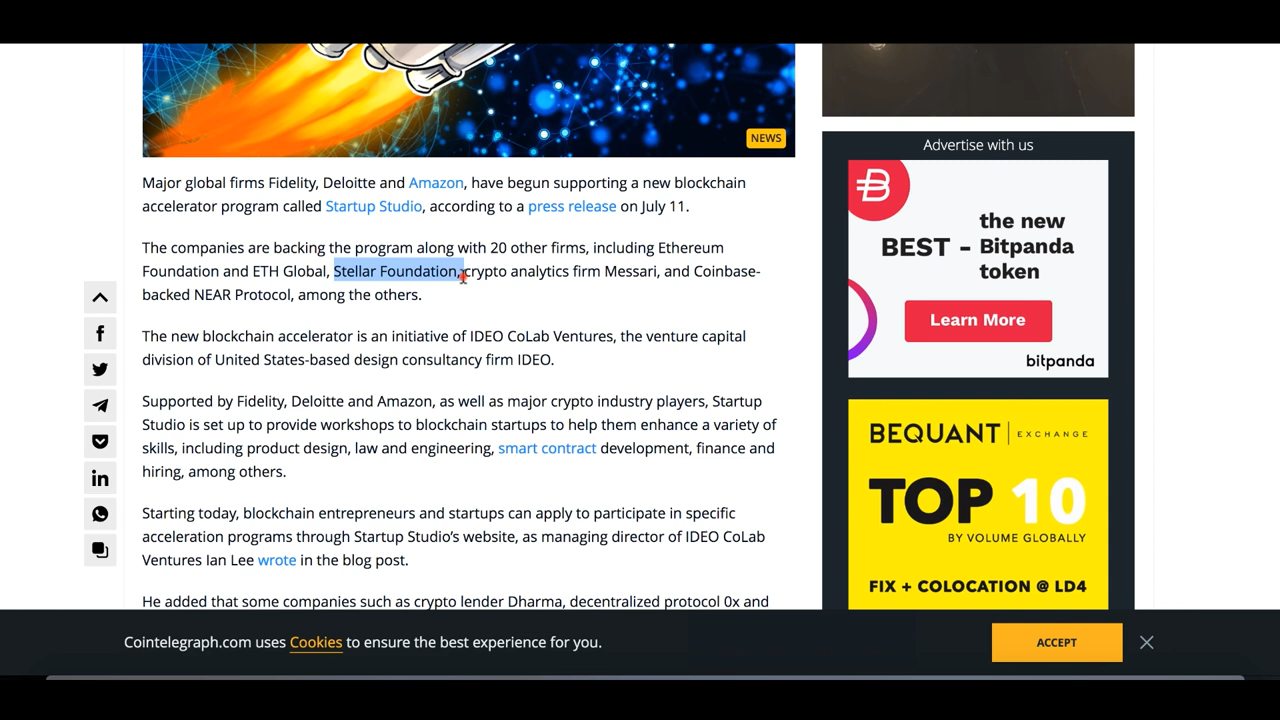 NEWS
Major global firms Fidelity, Deloitte and Amazon, have begun supporting a new blockchain
accelerator program called Startup Studio, according to a press release on July 11.
The companies are backing the program along with 20 other firms, including Ethereum
Foundation and ETH Global, Stellar Foundation, crypto analytics firm Messari, and Coinbase-
backed NEAR Protocol, among the others.
The new blockchain accelerator is an initiative of IDEO CoLab Ventures, the venture capital
division of United States-based design consultancy firm IDEO.
Supported by Fidelity, Deloitte and Amazon, as well as major crypto industry players, Startup
Studio is set up to provide workshops to blockchain startups to help them enhance a variety of
skills, including product design, law and engineering, smart contract development, finance and
hiring, among others.
Starting today, blockchain entrepreneurs and startups can apply to participate in specific
acceleration programs through Startup Studio's website, as managing director of IDEO CoLab
Ventures Ian Lee wrote in the blog post.
He added that some companies such as crypto lender Dharma, decentralized protocol 0x and
Advertise with us
the new
BEST - Bitpanda
token
Learn More
bitpanda
BEQUANT | EXCHANGE
TOP 10
BY VOLUME GLOBALLY
FIX + COLOCATION @ LD4
Cointelegraph.com uses Cookies to ensure the best experience for you.
ACCEPT